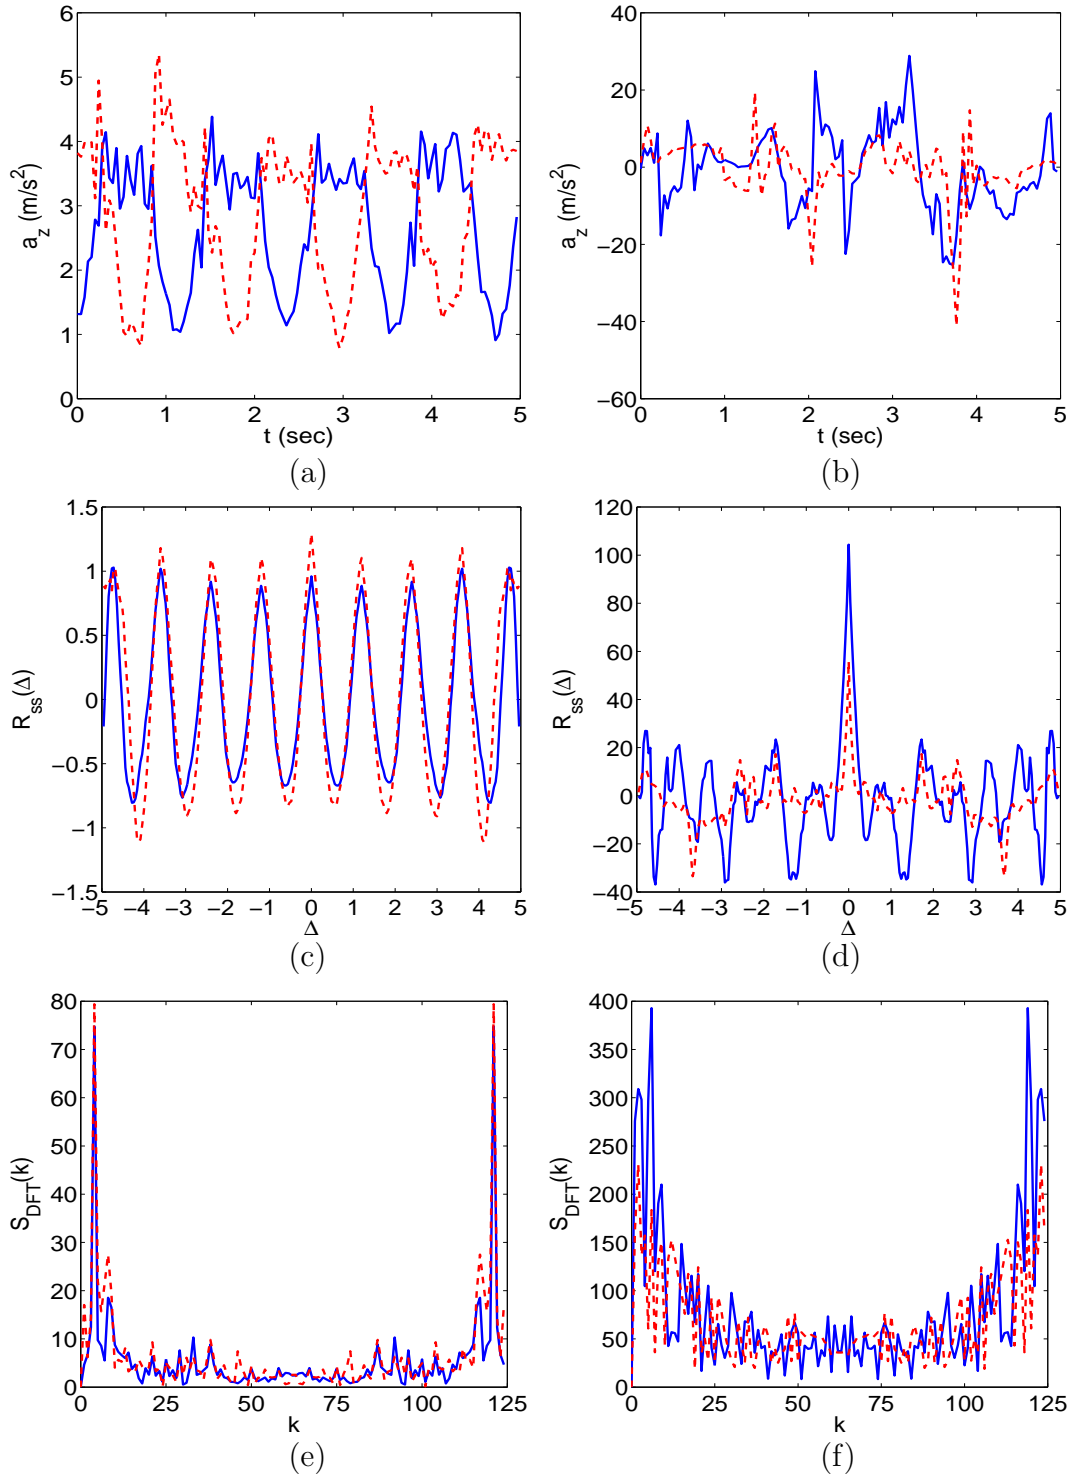 6
5
4
3
2
1
0
a_z (m/s²)
0 1 2 3 4 5
t (sec)
(a)
40
20
0
−20
−40
−60
a_z (m/s²)
0 1 2 3 4 5
t (sec)
(b)
1.5
1
0.5
0
−0.5
−1
−1.5
R_ss(Δ)
−5 −4 −3 −2 −1 0 1 2 3 4 5
Δ
(c)
120
100
80
60
40
20
0
−20
−40
R_ss(Δ)
−5 −4 −3 −2 −1 0 1 2 3 4 5
Δ
(d)
80
70
60
50
40
30
20
10
0
S_DFT(k)
0 25 50 75 100 125
k
(e)
400
350
300
250
200
150
100
50
0
S_DFT(k)
0 25 50 75 100 125
k
(f)